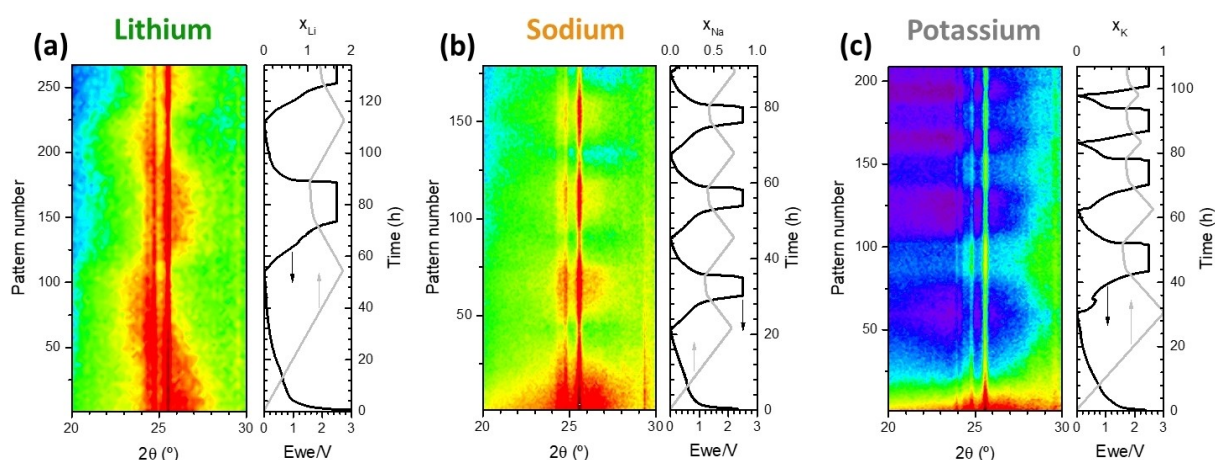 (a) Lithium
x_Li
0 1 2
Pattern number
250
200
150
100
50
20 25 30
2θ (º)
0 1 2 3
Ewe/V
120
100
80
60
40
20
0
Time (h)
(b) Sodium
x_Na
0.0 0.3 0.5 0.8 1.0
Pattern number
150
100
50
20 25 30
2θ (º)
0 1 2 3
Ewe/V
80
60
40
20
0
Time (h)
(c) Potassium
x_K
0 1
Pattern number
200
150
100
50
20 25 30
2θ (º)
0 1 2 3
Ewe/V
100
80
60
40
20
0
Time (h)